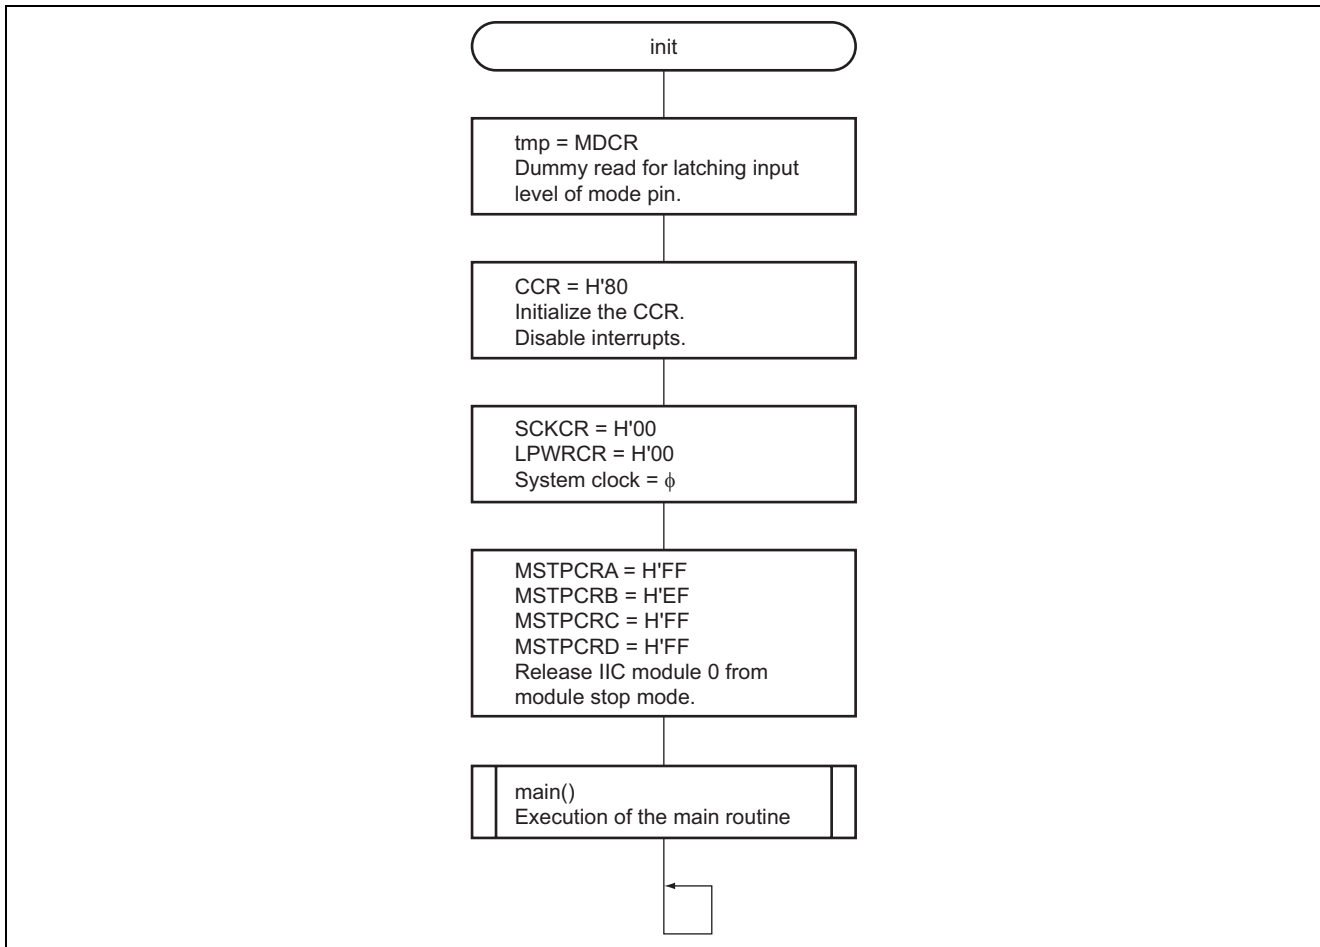 init
tmp = MDCR
Dummy read for latching input
level of mode pin.
CCR = H'80
Initialize the CCR.
Disable interrupts.
SCKCR = H'00
LPWRCR = H'00
System clock = ϕ
MSTPCRA = H'FF
MSTPCRB = H'EF
MSTPCRC = H'FF
MSTPCRD = H'FF
Release IIC module 0 from
module stop mode.
main()
Execution of the main routine